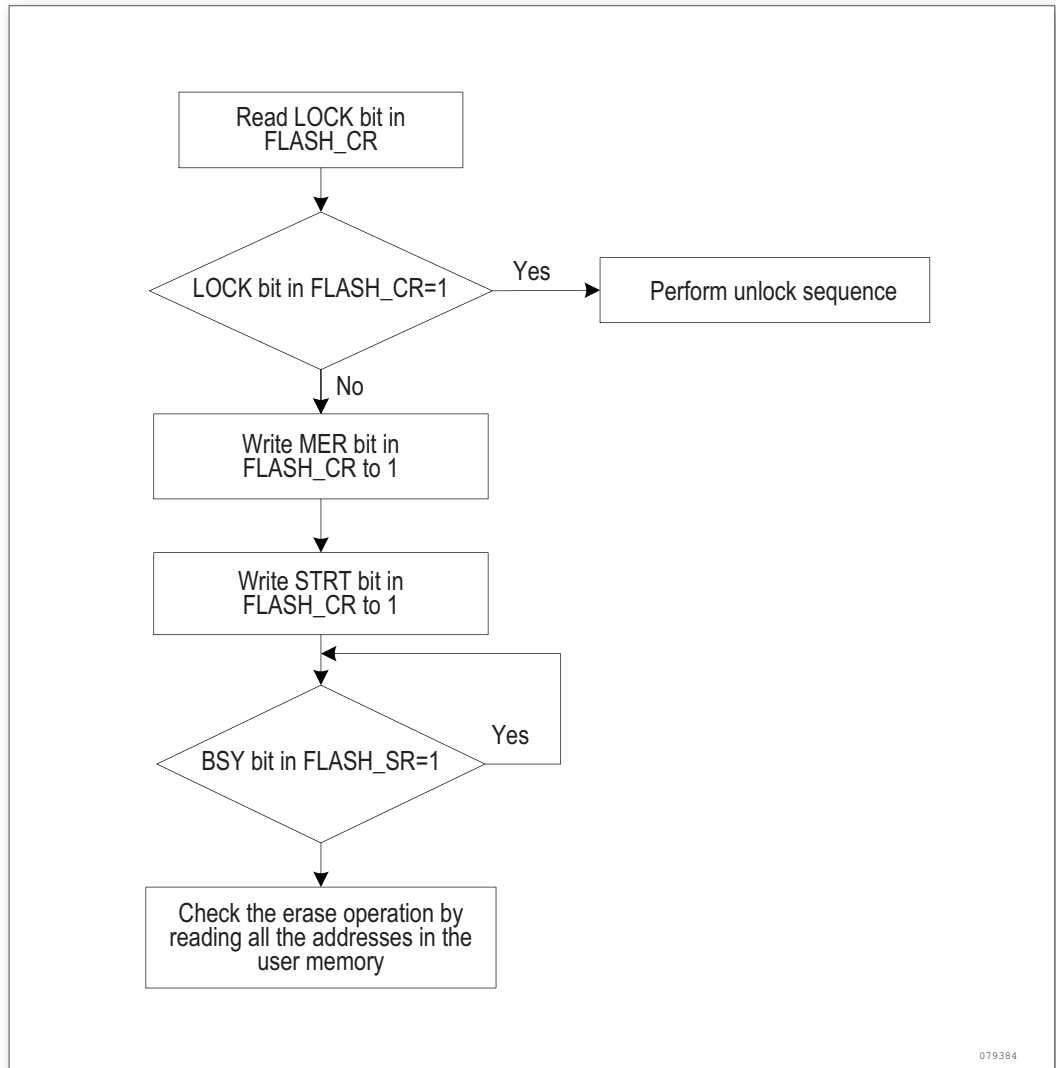 Read LOCK bit in
FLASH_CR
LOCK bit in FLASH_CR=1
Yes
Perform unlock sequence
No
Write MER bit in
FLASH_CR to 1
Write STRT bit in
FLASH_CR to 1
BSY bit in FLASH_SR=1
Yes
Check the erase operation by
reading all the addresses in the
user memory
079384